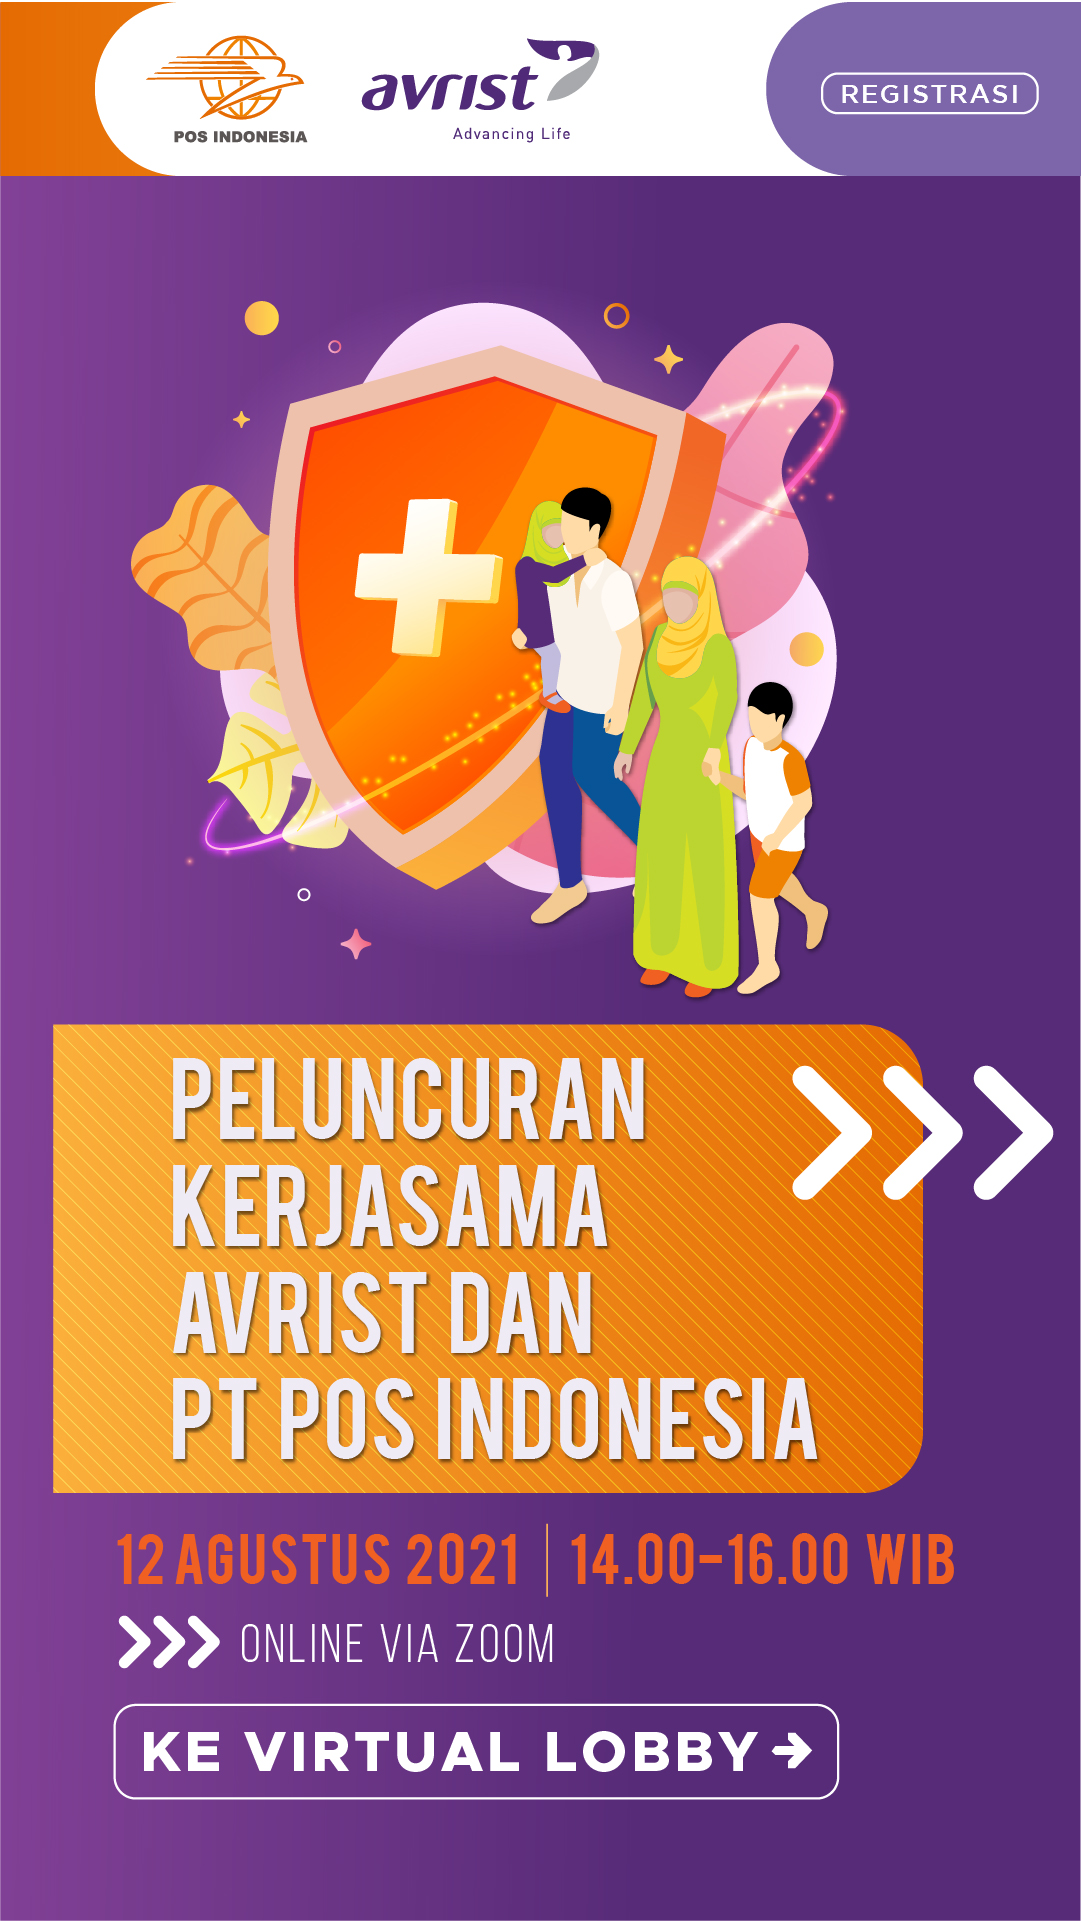 POS INDONESIA
avrist
Advancing Life
REGISTRASI
PELUNCURAN
KERJASAMA
AVRIST DAN
PT POS INDONESIA
12 AGUSTUS 2021 | 14.00-16.00 WIB
ONLINE VIA ZOOM
KE VIRTUAL LOBBY→